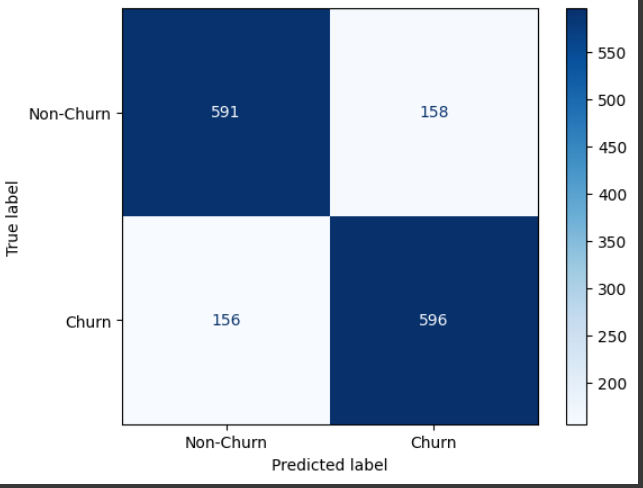 Non-Churn
591
158
True label
Churn
156
596
Non-Churn
Churn
Predicted label
550
500
450
400
350
300
250
200